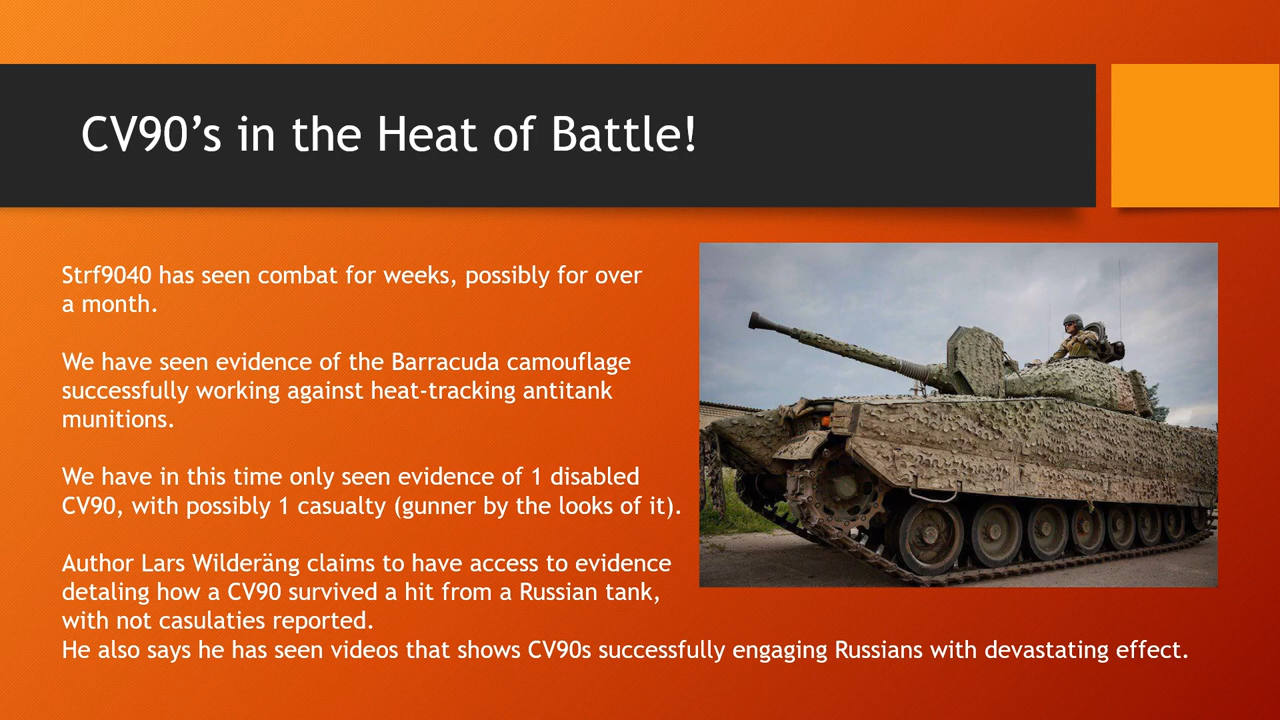 CV90’s in the Heat of Battle!
Strf9040 has seen combat for weeks, possibly for over
a month.
We have seen evidence of the Barracuda camouflage
successfully working against heat-tracking antitank
munitions.
We have in this time only seen evidence of 1 disabled
CV90, with possibly 1 casualty (gunner by the looks of it).
Author Lars Wilderäng claims to have access to evidence
detaling how a CV90 survived a hit from a Russian tank,
with not casulaties reported.
He also says he has seen videos that shows CV90s successfully engaging Russians with devastating effect.